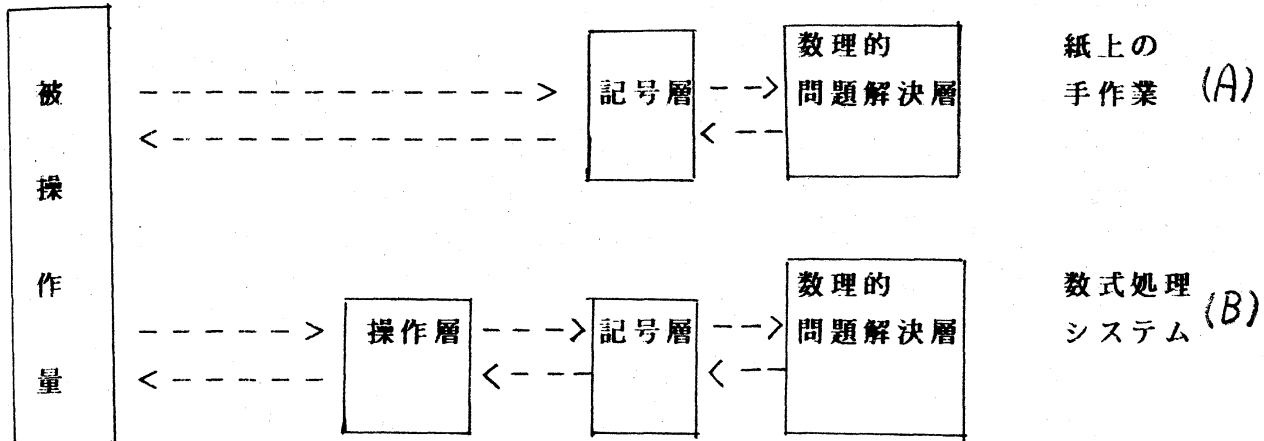 被操作量
記号層
数理的
問題解決層
紙上の
手作業 (A)
操作層
記号層
数理的
問題解決層
数式処理
システム (B)